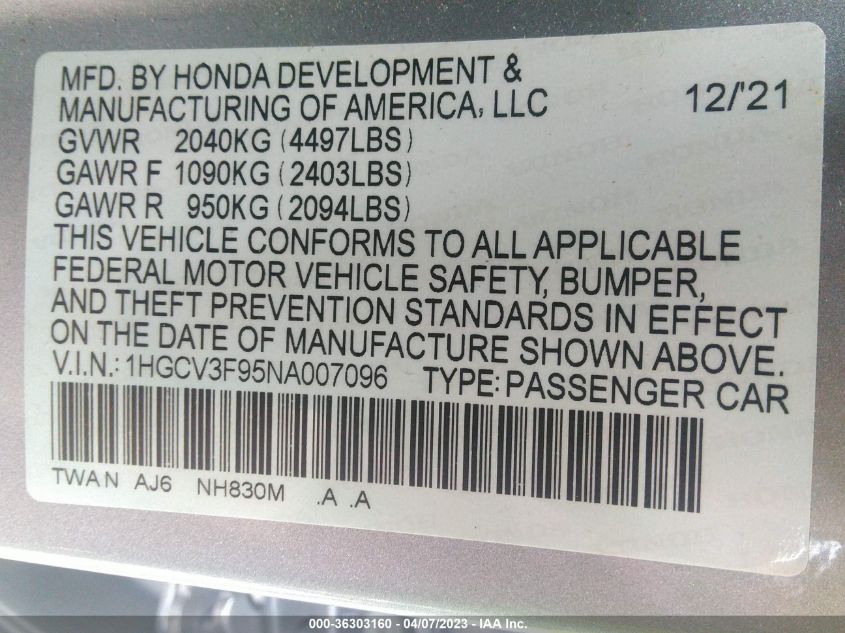 MFD. BY HONDA DEVELOPMENT &
MANUFACTURING OF AMERICA, LLC 12/'21
GVWR 2040KG (4497LBS)
GAWR F 1090KG (2403LBS)
GAWR R 950KG (2094LBS)
THIS VEHICLE CONFORMS TO ALL APPLICABLE
FEDERAL MOTOR VEHICLE SAFETY, BUMPER,
AND THEFT PREVENTION STANDARDS IN EFFECT
ON THE DATE OF MANUFACTURE SHOWN ABOVE.
V.I.N.: 1HGCV3F95NA007096 TYPE: PASSENGER CAR
TWAN AJ6 NH830M .A .A
000-36303160 - 04/07/2023 - IAA Inc.